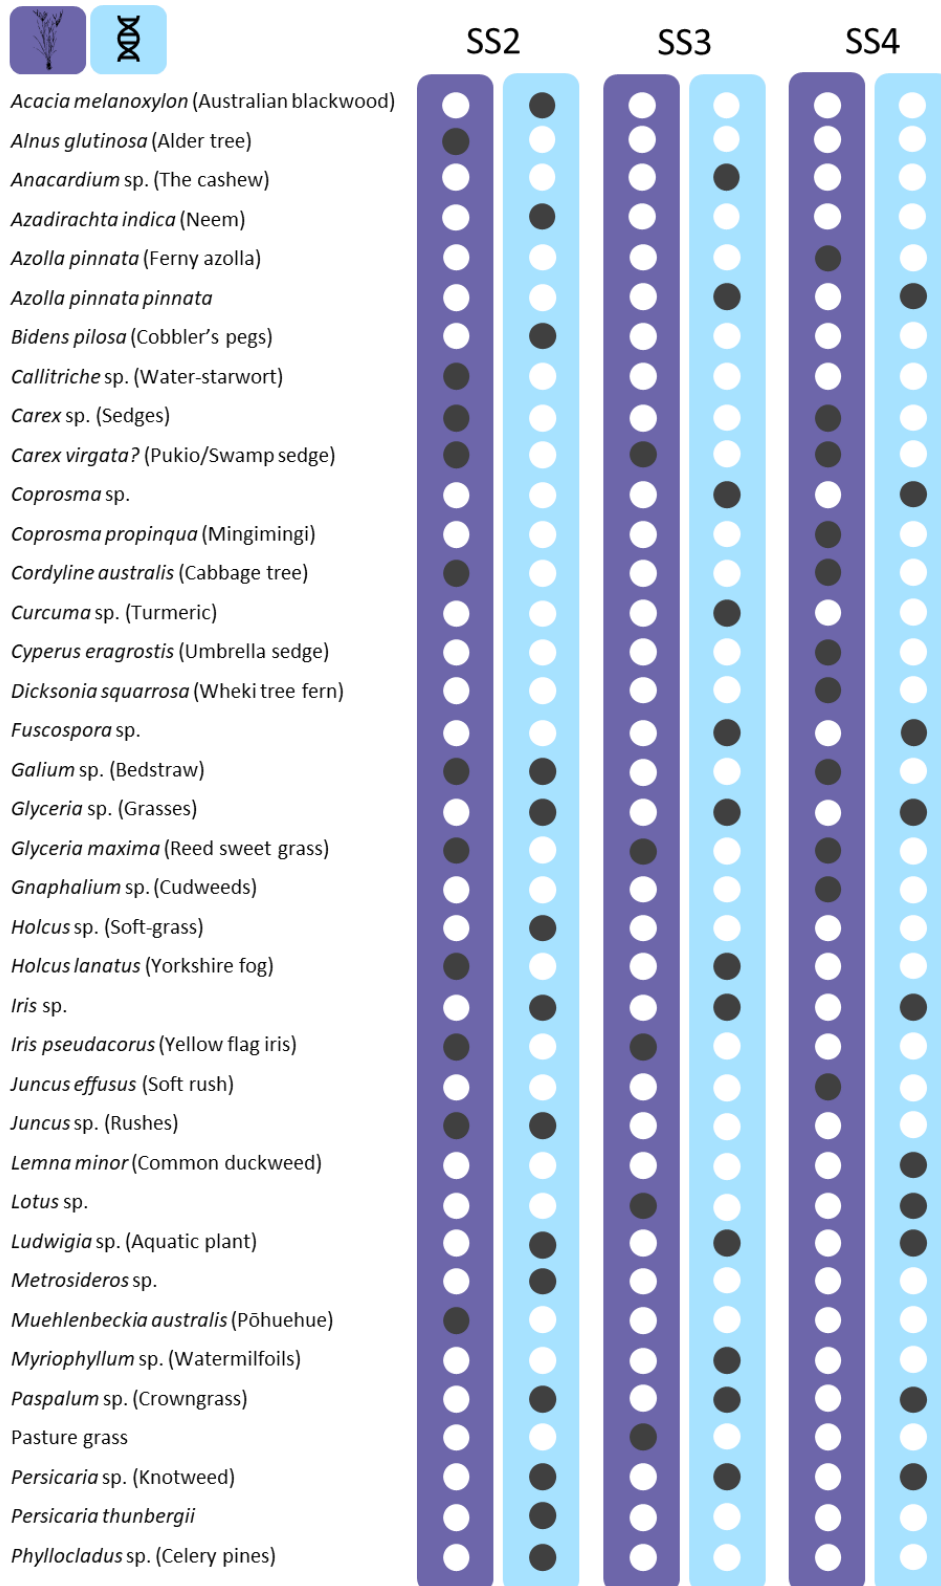 SS2 SS3 SS4
Acacia melanoxylon (Australian blackwood)
Alnus glutinosa (Alder tree)
Anacardium sp. (The cashew)
Azadirachta indica (Neem)
Azolla pinnata (Ferny azolla)
Azolla pinnata pinnata
Bidens pilosa (Cobbler's pegs)
Callitriche sp. (Water-starwort)
Carex sp. (Sedges)
Carex virgata? (Pukio/Swamp sedge)
Coprosma sp.
Coprosma propinqua (Mingimingi)
Cordyline australis (Cabbage tree)
Curcuma sp. (Turmeric)
Cyperus eragrostis (Umbrella sedge)
Dicksonia squarrosa (Wheki tree fern)
Fuscospora sp.
Galium sp. (Bedstraw)
Glyceria sp. (Grasses)
Glyceria maxima (Reed sweet grass)
Gnaphalium sp. (Cudweeds)
Holcus sp. (Soft-grass)
Holcus lanatus (Yorkshire fog)
Iris sp.
Iris pseudacorus (Yellow flag iris)
Juncus effusus (Soft rush)
Juncus sp. (Rushes)
Lemna minor (Common duckweed)
Lotus sp.
Ludwigia sp. (Aquatic plant)
Metrosideros sp.
Muehlenbeckia australis (Pōhuehue)
Myriophyllum sp. (Watermilfoils)
Paspalum sp. (Crowngrass)
Pasture grass
Persicaria sp. (Knotweed)
Persicaria thunbergii
Phyllocladus sp. (Celery pines)